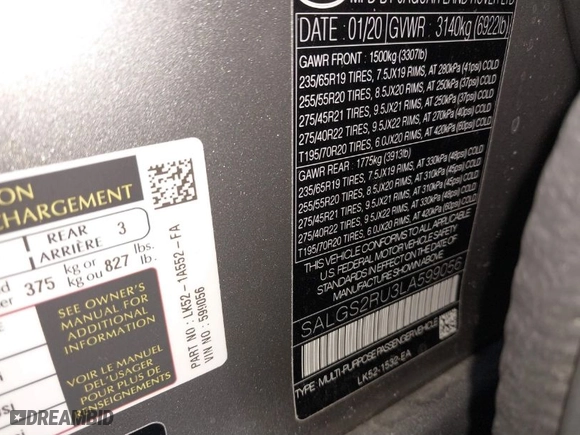 MFD BY JAGUAR LAND ROVER LTD
DATE : 01/20 GVWR : 3140kg (6922lb)
GAWR FRONT : 1500kg (3307lb)
235/65R19 TIRES, 7.5JX19 RIMS, AT 280kPa (41psi) COLD
255/55R20 TIRES, 8.5JX20 RIMS, AT 250kPa (37psi) COLD
275/45R21 TIRES, 9.5JX21 RIMS, AT 250kPa (37psi) COLD
275/40R22 TIRES, 9.5JX22 RIMS, AT 270kPa (40psi) COLD
T195/70R20 TIRES, 6.0JX20 RIMS, AT 420kPa (60psi) COLD
GAWR REAR : 1775kg (3913lb)
235/65R19 TIRES, 7.5JX19 RIMS, AT 330kPa (48psi) COLD
255/55R20 TIRES, 8.5JX20 RIMS, AT 310kPa (45psi) COLD
275/45R21 TIRES, 9.5JX21 RIMS, AT 310kPa (45psi) COLD
275/40R22 TIRES, 9.5JX22 RIMS, AT 330kPa (48psi) COLD
T195/70R20 TIRES, 6.0JX20 RIMS, AT 420kPa (60psi) COLD
THIS VEHICLE CONFORMS TO ALL APPLICABLE
U.S. FEDERAL MOTOR VEHICLE SAFETY
STANDARDS IN EFFECT ON THE DATE OF
MANUFACTURE SHOWN ABOVE
SALGS2RU3LA599056
TYPE : MULTI-PURPOSE PASSENGER VEHICLE
LK52-1532-EA
ION
CHARGEMENT
REAR
ARRIÈRE 3
375 kg or
kg ou 827 lbs.
lb.
SEE OWNER'S
MANUAL FOR
ADDITIONAL
INFORMATION
VOIR LE MANUEL
DEL'USAGER
POUR PLUS DE
RENSEIGNEMENTS
PART NO : LK52-1A552-FA
VIN NO : 599056
DREAMBID